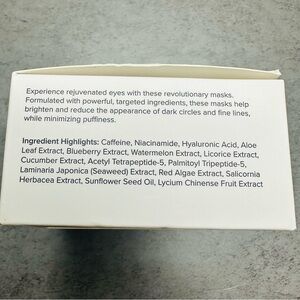 Experience rejuvenated eyes with these revolutionary masks.
Formulated with powerful, targeted ingredients, these masks help
brighten and reduce the appearance of dark circles and fine lines,
while minimizing puffiness.
Ingredient Highlights: Caffeine, Niacinamide, Hyaluronic Acid, Aloe
Leaf Extract, Blueberry Extract, Watermelon Extract, Licorice Extract,
Cucumber Extract, Acetyl Tetrapeptide-5, Palmitoyl Tripeptide-5,
Laminaria Japonica (Seaweed) Extract, Red Algae Extract, Salicornia
Herbacea Extract, Sunflower Seed Oil, Lycium Chinense Fruit Extract